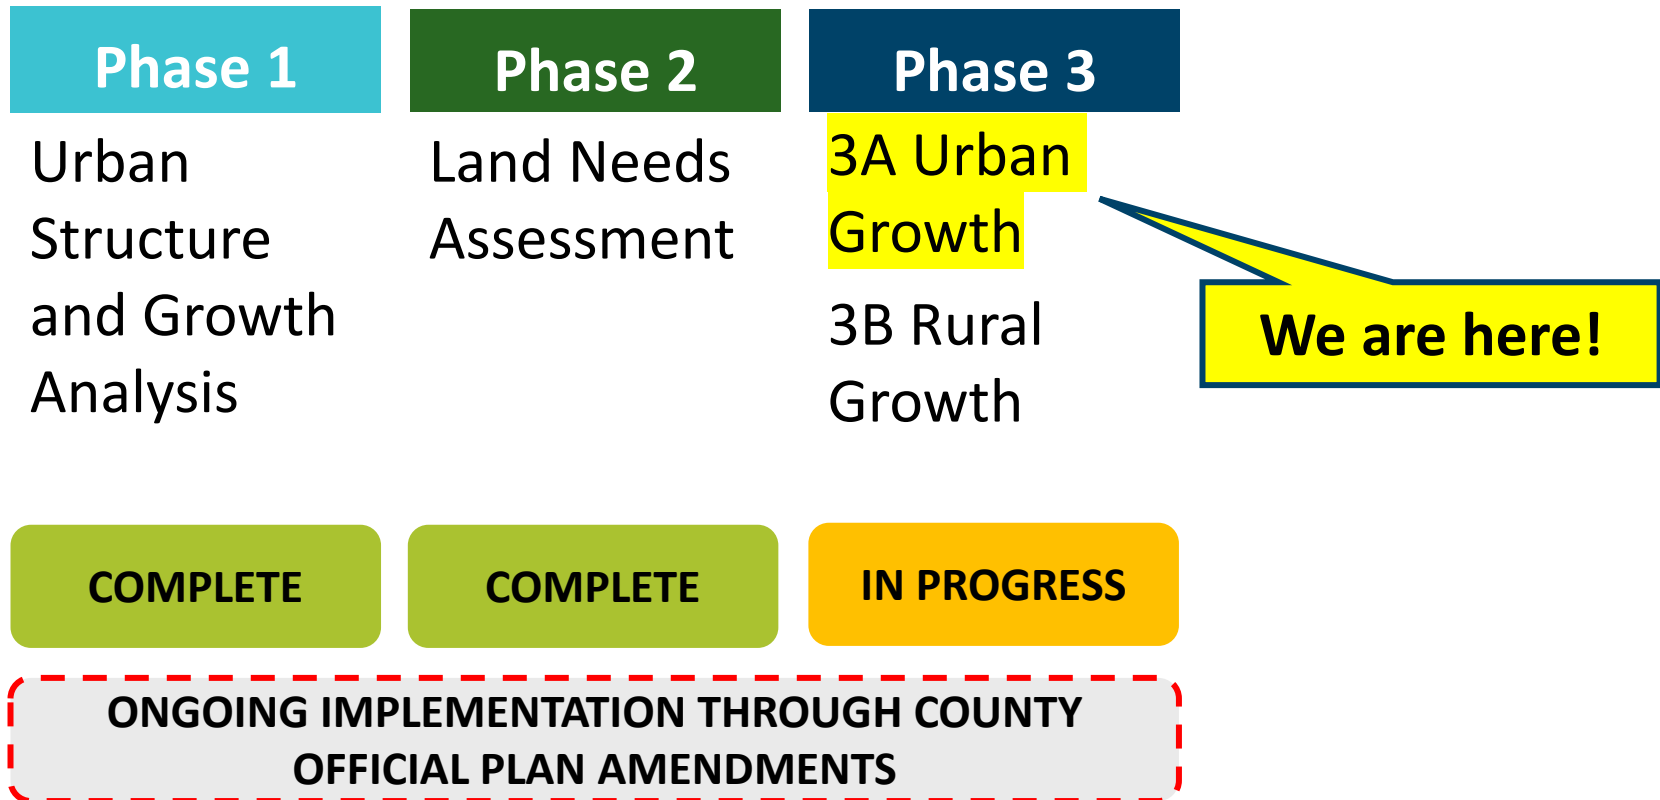 Phase 1
Urban
Structure
and Growth
Analysis
COMPLETE
Phase 2
Land Needs
Assessment
COMPLETE
Phase 3
3A Urban
Growth
3B Rural
Growth
IN PROGRESS
We are here!
ONGOING IMPLEMENTATION THROUGH COUNTY
OFFICIAL PLAN AMENDMENTS